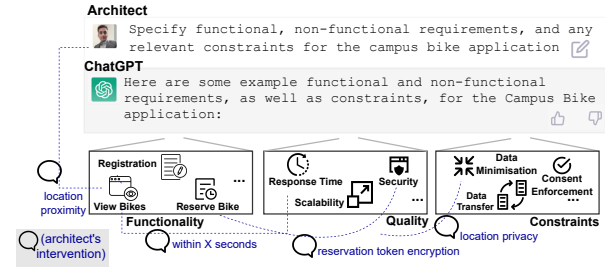 Architect
Specify functional, non-functional requirements, and any
relevant constraints for the campus bike application
ChatGPT
Here are some example functional and non-functional
requirements, as well as constraints, for the Campus Bike
application:
Registration
...
View Bikes
Reserve Bike
Functionality
Response Time
Security
Scalability
...
Quality
Data
Minimisation
Consent
Enforcement
Data
Transfer
...
Constraints
location
proximity
(architect's
intervention)
within X seconds
reservation token encryption
location privacy